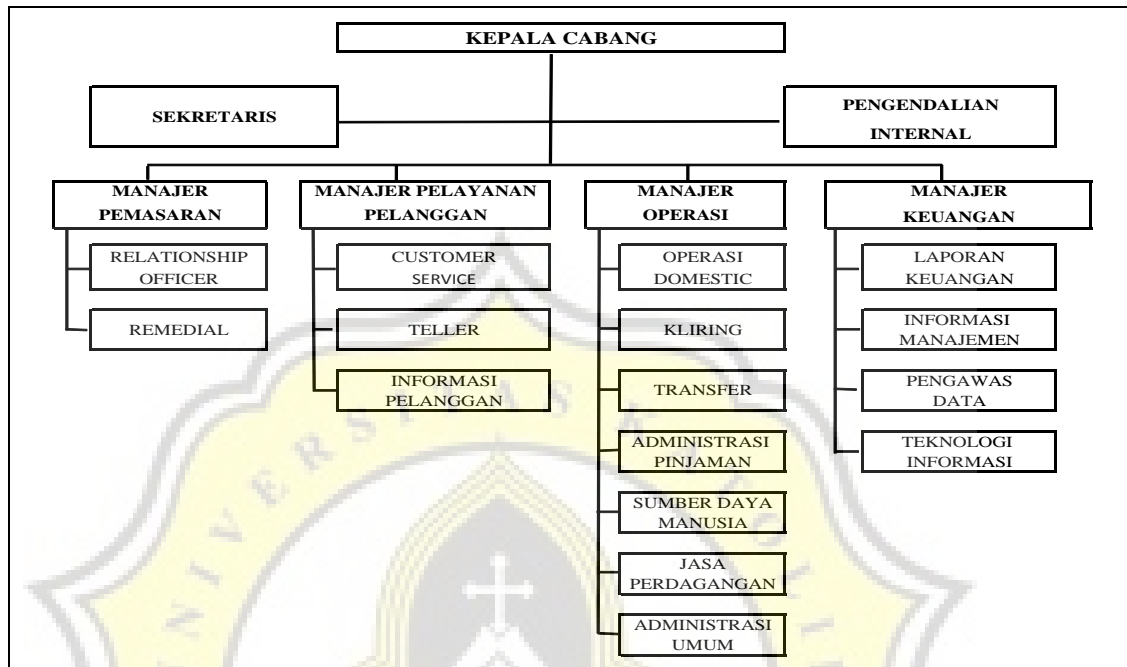 KEPALA CABANG
SEKRETARIS
PENGENDALIAN
INTERNAL
MANAJER
PEMASARAN
MANAJER PELAYANAN
PELANGGAN
MANAJER
OPERASI
MANAJER
KEUANGAN
RELATIONSHIP
OFFICER
REMEDIAL
CUSTOMER
SERVICE
TELLER
INFORMASI
PELANGGAN
OPERASI
DOMESTIC
KLIRING
TRANSFER
ADMINISTRASI
PINJAMAN
SUMBER DAYA
MANUSIA
JASA
PERDAGANGAN
ADMINISTRASI
UMUM
LAPORAN
KEUANGAN
INFORMASI
MANAJEMEN
PENGAWAS
DATA
TEKNOLOGI
INFORMASI
UNIVERSITAS KATOLI